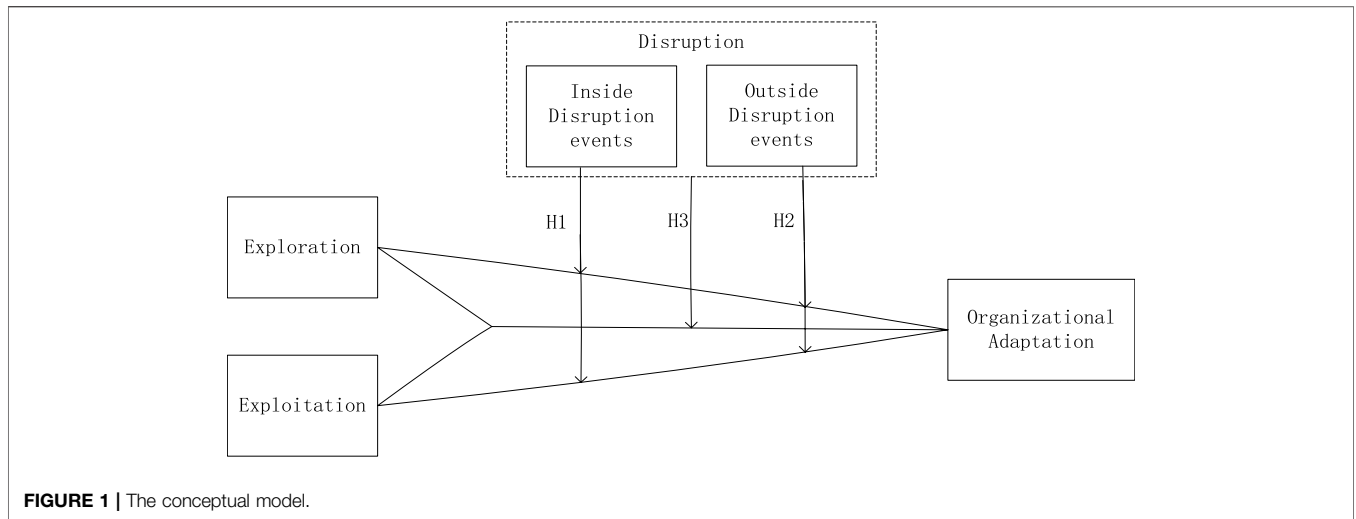 Disruption
Inside
Disruption
events
Outside
Disruption
events
H1
H3
H2
Exploration
Exploitation
Organizational
Adaptation
FIGURE 1 | The conceptual model.